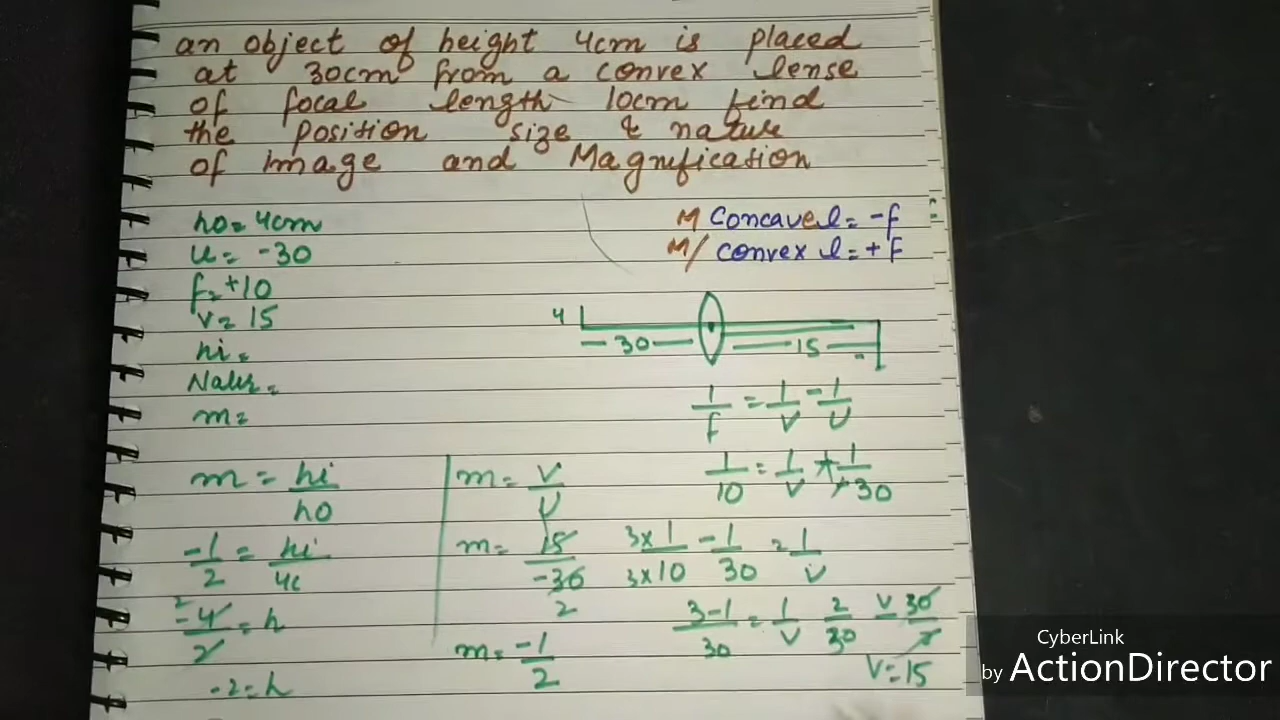 an object of height 4cm is placed
at 30cm from a convex lense
of focal length 10cm find
the position size & nature
of Image and Magnification
ho = 4cm
u = -30
f = +10
v = 15
hi =
m =
M Concave l = -f
M/ convex l = +f
4
30
15
1/f = 1/v - 1/u
1/10 = 1/v + 1/+30
3x1/3x10 - 1/30 = 1/v
3-1/30 = 1/v 2/30 v = 30/2
v = 15
m = hi/ho
-1/2 = hi/4
-4/2 = h
-2 = h
m = v/u
m = 15/-30
2
m = -1/2
CyberLink
by ActionDirector